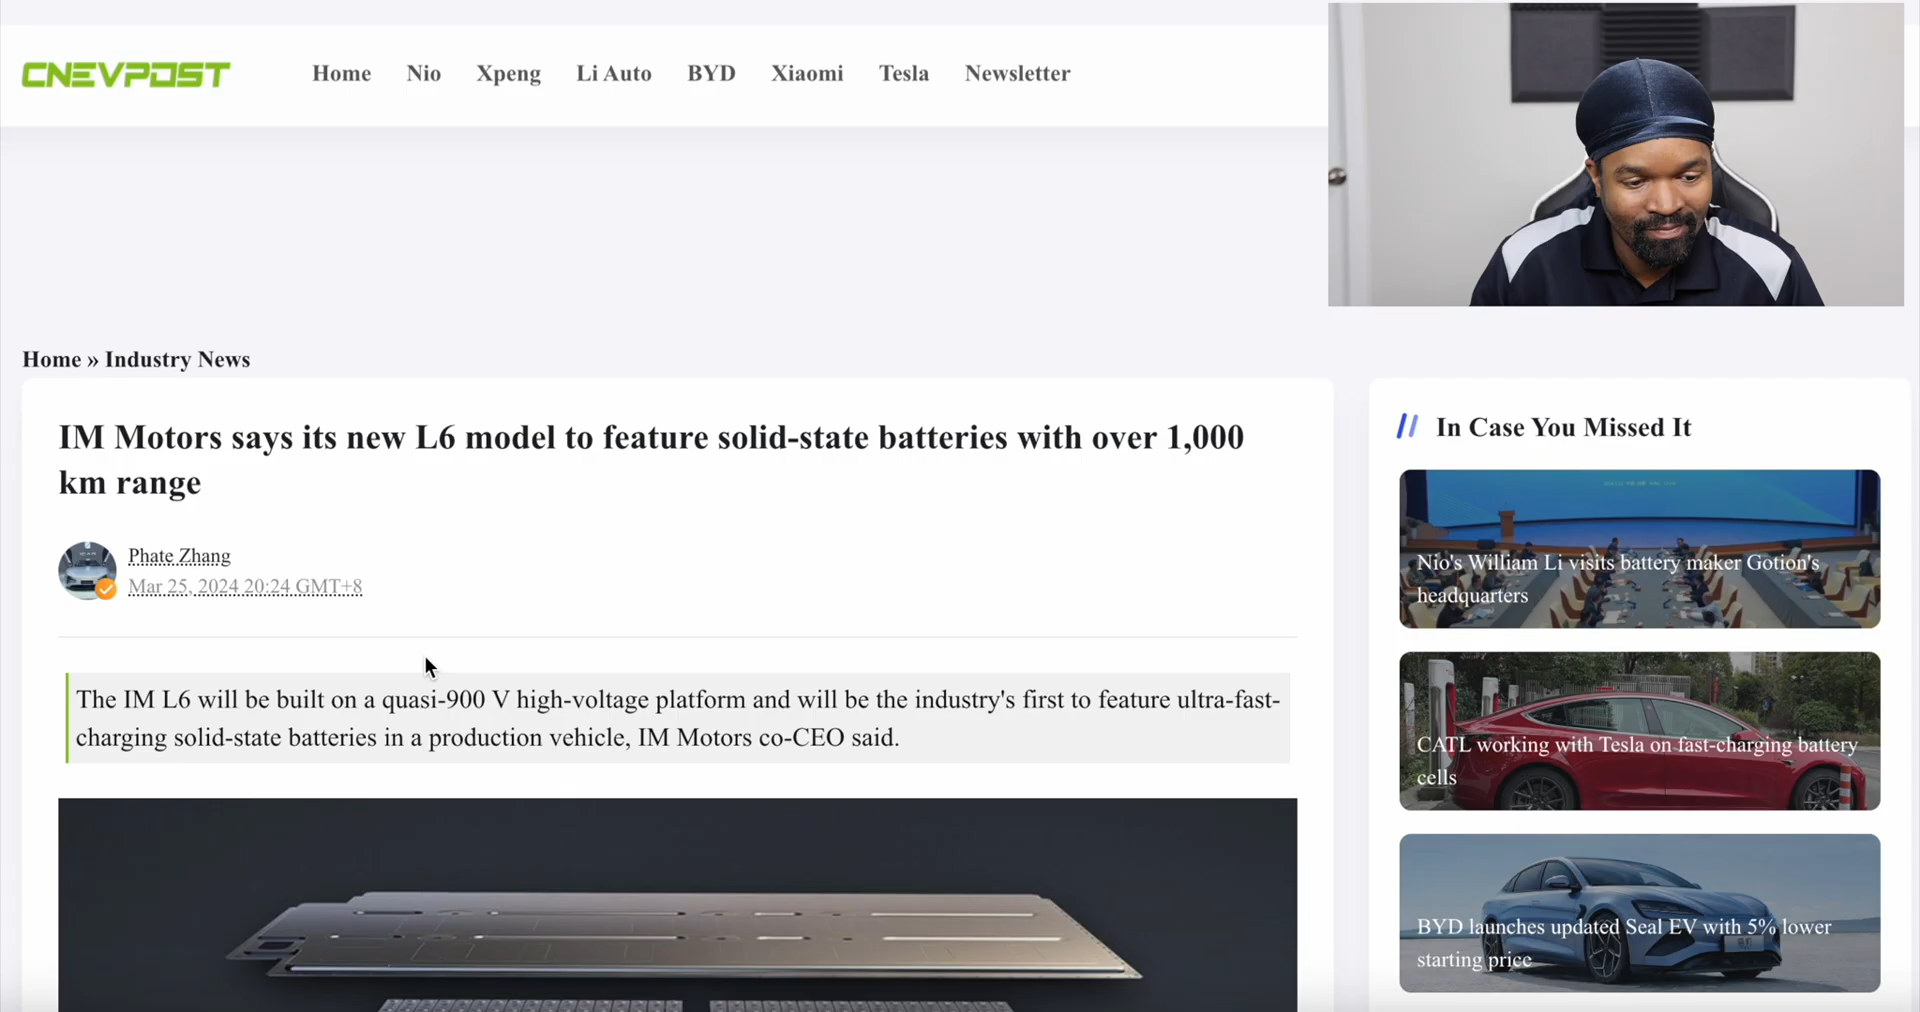 CNEVPOST
Home Nio Xpeng Li Auto BYD Xiaomi Tesla Newsletter
Home » Industry News
IM Motors says its new L6 model to feature solid-state batteries with over 1,000
km range
Phate Zhang
Mar 25, 2024 20:24 GMT+8
The IM L6 will be built on a quasi-900 V high-voltage platform and will be the industry's first to feature ultra-fast-
charging solid-state batteries in a production vehicle, IM Motors co-CEO said.
// In Case You Missed It
Nio's William Li visits battery maker Gotion's
headquarters
CATL working with Tesla on fast-charging battery
cells
BYD launches updated Seal EV with 5% lower
starting price